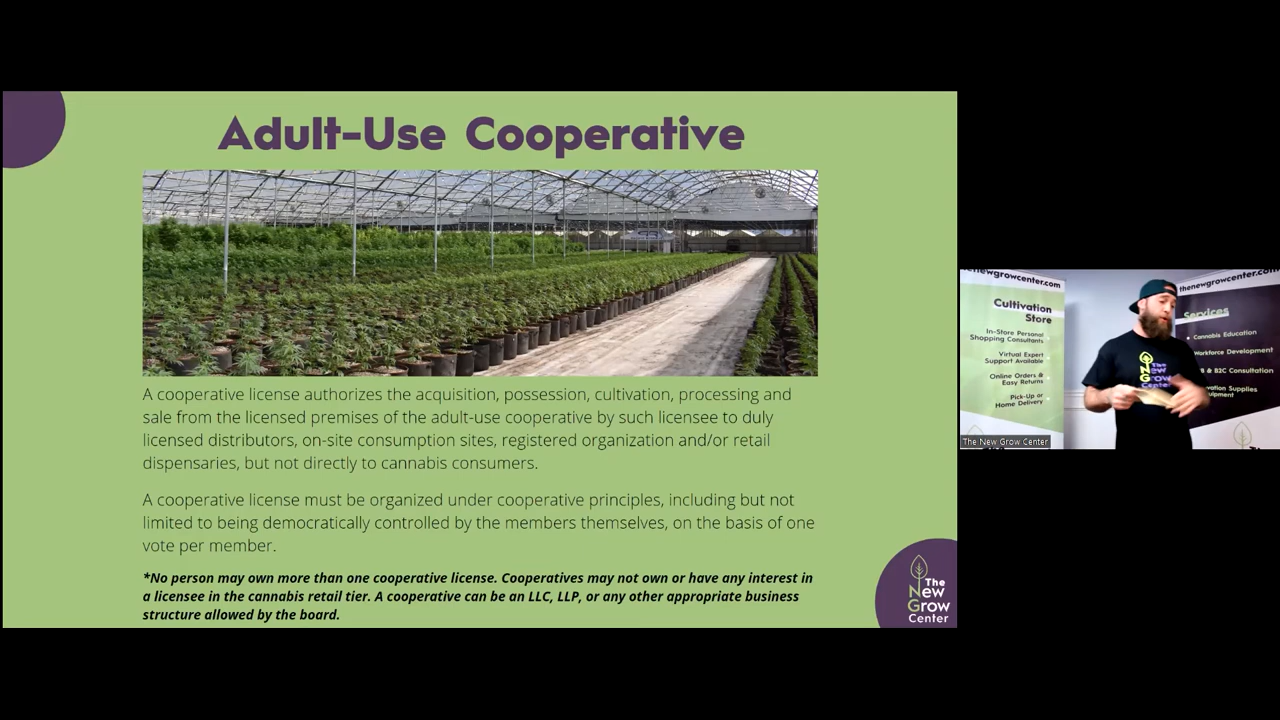 Adult-Use Cooperative
A cooperative license authorizes the acquisition, possession, cultivation, processing and
sale from the licensed premises of the adult-use cooperative by such licensee to duly
licensed distributors, on-site consumption sites, registered organization and/or retail
dispensaries, but not directly to cannabis consumers.
A cooperative license must be organized under cooperative principles, including but not
limited to being democratically controlled by the members themselves, on the basis of one
vote per member.
*No person may own more than one cooperative license. Cooperatives may not own or have any interest in
a licensee in the cannabis retail tier. A cooperative can be an LLC, LLP, or any other appropriate business
structure allowed by the board.
The
New
Grow
Center
thenewgrowcenter.com
Cultivation
Store
In-Store Personal
Shopping Consultants
Virtual Expert
Support Available
Online Orders &
Easy Returns
Pick-Up or
Home Delivery
The New Grow Center
The
New
Grow
Center
thenewgrowcenter.com
Services
Cannabis Education
Workforce Development
& B2C Consultation
Supplies